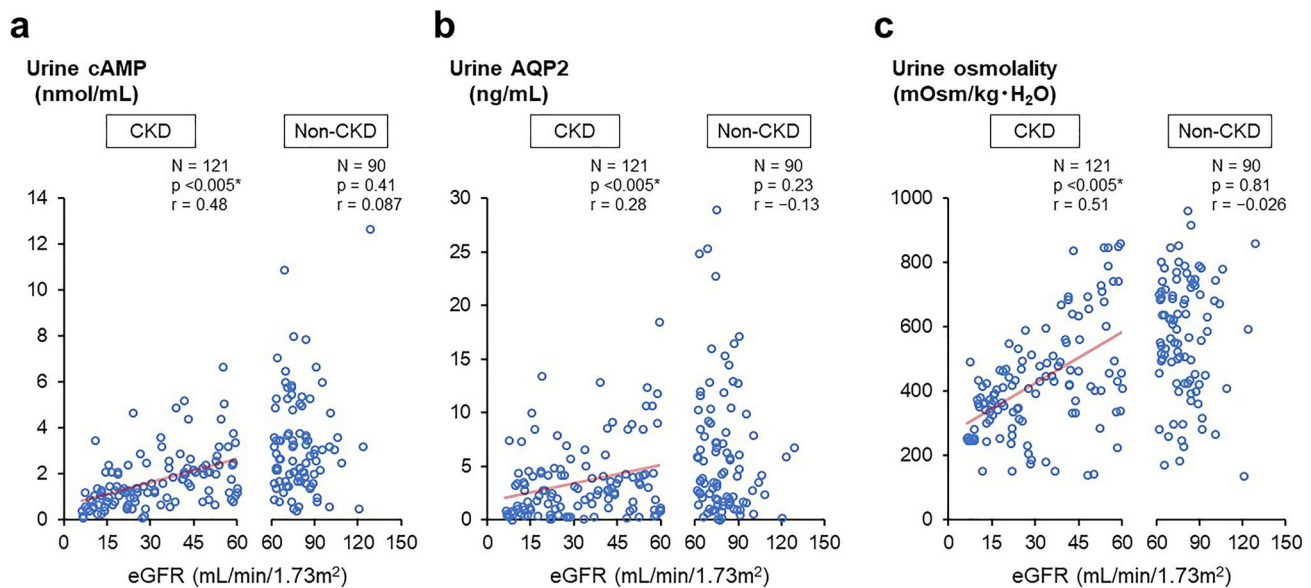 a
Urine cAMP
(nmol/mL)
CKD
Non-CKD
N = 121
p <0.005*
r = 0.48
N = 90
p = 0.41
r = 0.087
14
12
10
8
6
4
2
0
0 15 30 45 60 60 90 120 150
eGFR (mL/min/1.73m²)
b
Urine AQP2
(ng/mL)
CKD
Non-CKD
N = 121
p <0.005*
r = 0.28
N = 90
p = 0.23
r = −0.13
30
25
20
15
10
5
0
0 15 30 45 60 60 90 120 150
eGFR (mL/min/1.73m²)
c
Urine osmolality
(mOsm/kg･H₂O)
CKD
Non-CKD
N = 121
p <0.005*
r = 0.51
N = 90
p = 0.81
r = −0.026
1000
800
600
400
200
0
0 15 30 45 60 60 90 120 150
eGFR (mL/min/1.73m²)